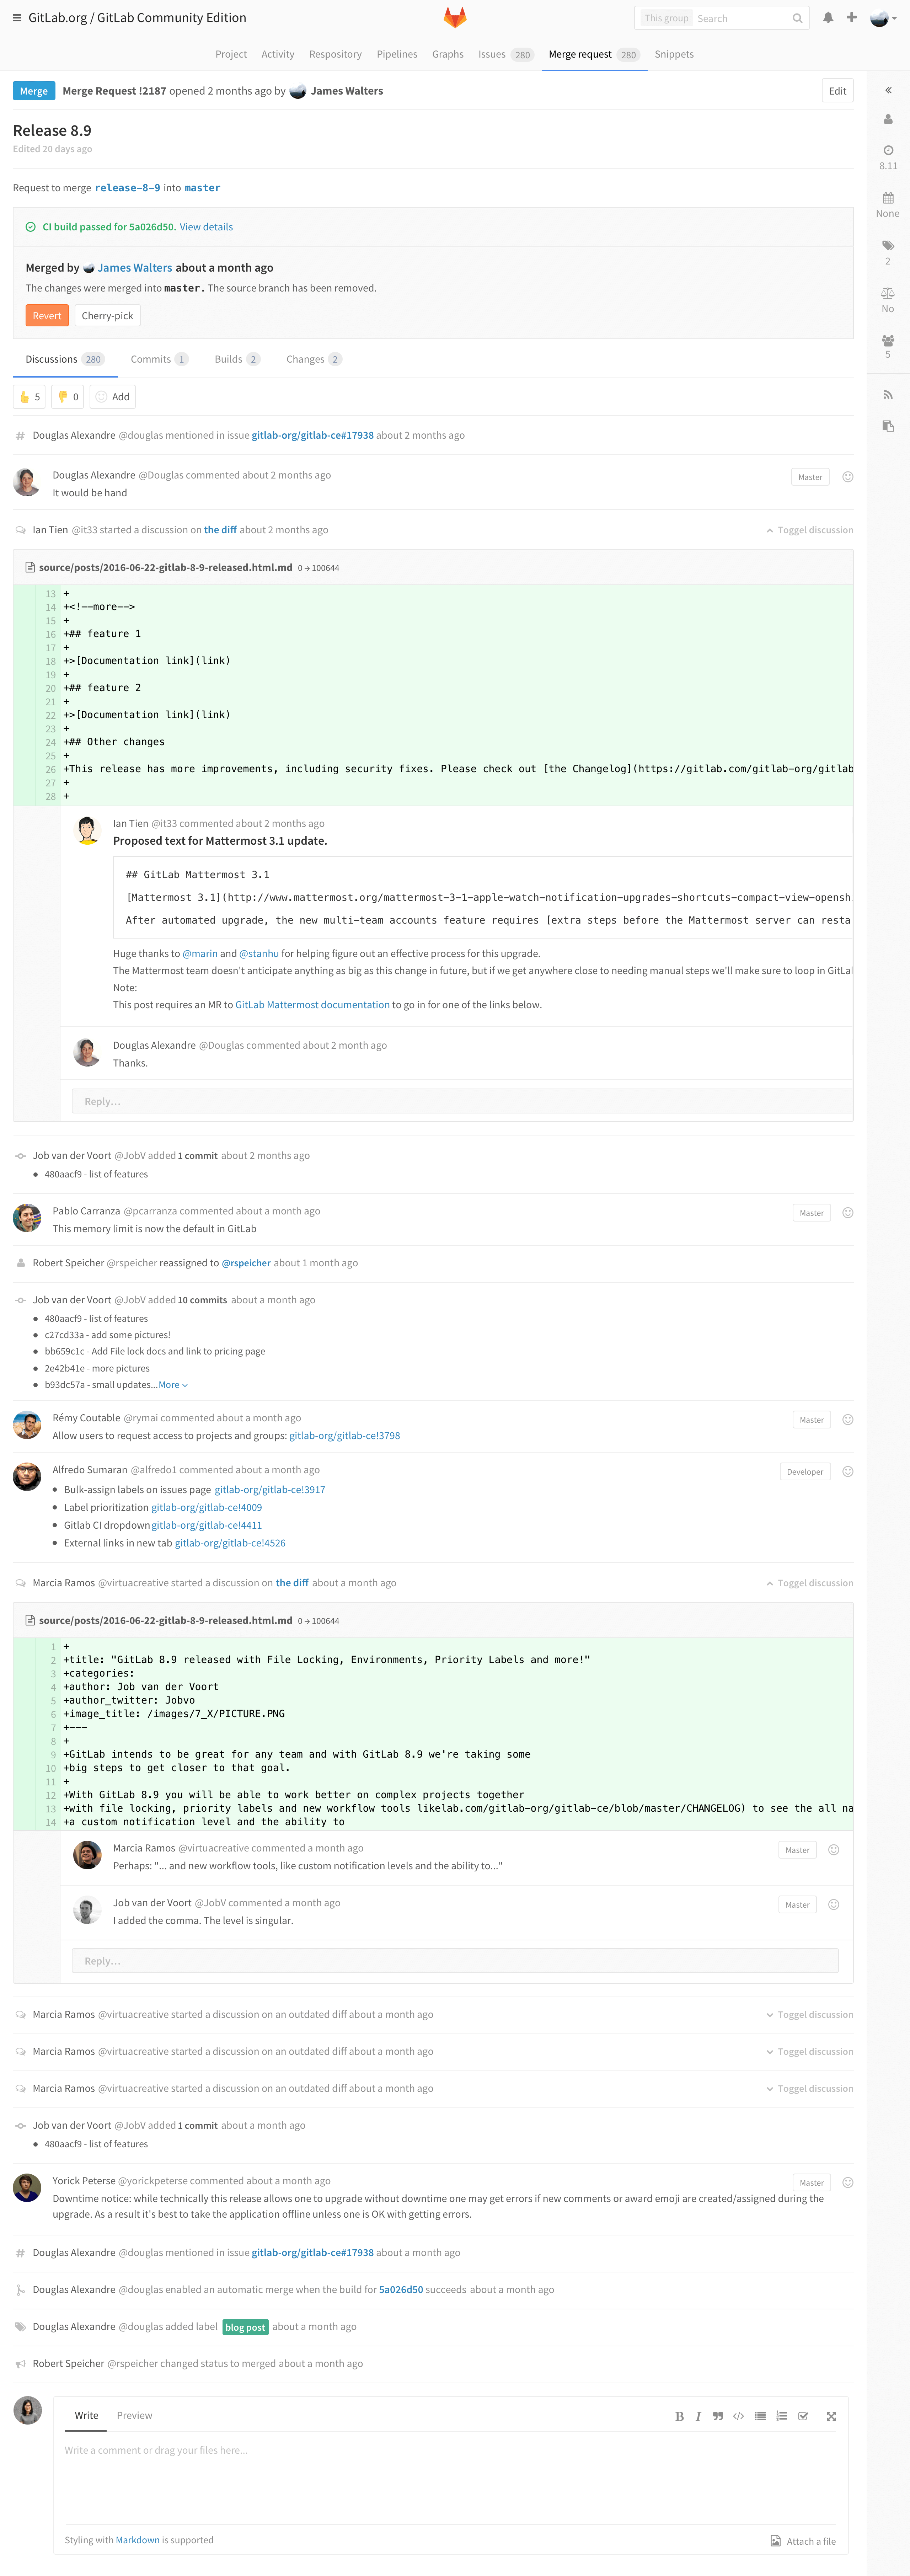 GitLab.org / GitLab Community Edition
This group Search
Project Activity Respository Pipelines Graphs Issues 280 Merge request 280 Snippets
Merge Merge Request !2187 opened 2 months ago by James Walters Edit
Release 8.9
Edited 20 days ago
8.11
None
2
No
5
Request to merge release-8-9 into master
CI build passed for 5a026d50. View details
Merged by James Walters about a month ago
The changes were merged into master. The source branch has been removed.
Revert Cherry-pick
Discussions 280 Commits 1 Builds 2 Changes 2
5 0 Add
Douglas Alexandre @douglas mentioned in issue gitlab-org/gitlab-ce#17938 about 2 months ago
Douglas Alexandre @Douglas commented about 2 months ago Master
It would be hand
Ian Tien @it33 started a discussion on the diff about 2 months ago Toggel discussion
source/posts/2016-06-22-gitlab-8-9-released.html.md 0 → 100644
13 +
14 +<!--more-->
15 +
16 +## feature 1
17 +
18 +>[Documentation link](link)
19 +
20 +## feature 2
21 +
22 +>[Documentation link](link)
23 +
24 +## Other changes
25 +
26 +This release has more improvements, including security fixes. Please check out [the Changelog](https://gitlab.com/gitlab-org/gitlab
27 +
28 +
Ian Tien @it33 commented about 2 months ago
Proposed text for Mattermost 3.1 update.
## GitLab Mattermost 3.1
[Mattermost 3.1](http://www.mattermost.org/mattermost-3-1-apple-watch-notification-upgrades-shortcuts-compact-view-opensh
After automated upgrade, the new multi-team accounts feature requires [extra steps before the Mattermost server can resta
Huge thanks to @marin and @stanhu for helping figure out an effective process for this upgrade.
The Mattermost team doesn't anticipate anything as big as this change in future, but if we get anywhere close to needing manual steps we'll make sure to loop in GitLal
Note:
This post requires an MR to GitLab Mattermost documentation to go in for one of the links below.
Douglas Alexandre @Douglas commented about 2 month ago
Thanks.
Reply...
Job van der Voort @JobV added 1 commit about 2 months ago
480aacf9 - list of features
Pablo Carranza @pcarranza commented about a month ago Master
This memory limit is now the default in GitLab
Robert Speicher @rspeicher reassigned to @rspeicher about 1 month ago
Job van der Voort @JobV added 10 commits about a month ago
480aacf9 - list of features
c27cd33a - add some pictures!
bb659c1c - Add File lock docs and link to pricing page
2e42b41e - more pictures
b93dc57a - small updates...More
Rémy Coutable @rymai commented about a month ago Master
Allow users to request access to projects and groups: gitlab-org/gitlab-ce!3798
Alfredo Sumaran @alfredo1 commented about a month ago Developer
Bulk-assign labels on issues page gitlab-org/gitlab-ce!3917
Label prioritization gitlab-org/gitlab-ce!4009
Gitlab CI dropdown gitlab-org/gitlab-ce!4411
External links in new tab gitlab-org/gitlab-ce!4526
Marcia Ramos @virtuacreative started a discussion on the diff about a month ago Toggel discussion
source/posts/2016-06-22-gitlab-8-9-released.html.md 0 → 100644
1 +
2 +title: "GitLab 8.9 released with File Locking, Environments, Priority Labels and more!"
3 +categories:
4 +author: Job van der Voort
5 +author_twitter: Jobvo
6 +image_title: /images/7_X/PICTURE.PNG
7 +---
8 +
9 +GitLab intends to be great for any team and with GitLab 8.9 we're taking some
10 +big steps to get closer to that goal.
11 +
12 +With GitLab 8.9 you will be able to work better on complex projects together
13 +with file locking, priority labels and new workflow tools likelab.com/gitlab-org/gitlab-ce/blob/master/CHANGELOG) to see the all na
14 +a custom notification level and the ability to
Marcia Ramos @virtuacreative commented a month ago Master
Perhaps: "... and new workflow tools, like custom notification levels and the ability to..."
Job van der Voort @JobV commented about a month ago Master
I added the comma. The level is singular.
Reply...
Marcia Ramos @virtuacreative started a discussion on an outdated diff about a month ago Toggel discussion
Marcia Ramos @virtuacreative started a discussion on an outdated diff about a month ago Toggel discussion
Marcia Ramos @virtuacreative started a discussion on an outdated diff about a month ago Toggel discussion
Job van der Voort @JobV added 1 commit about a month ago
480aacf9 - list of features
Yorick Peterse @yorickpeterse commented about a month ago Master
Downtime notice: while technically this release allows one to upgrade without downtime one may get errors if new comments or award emoji are created/assigned during the
upgrade. As a result it's best to take the application offline unless one is OK with getting errors.
Douglas Alexandre @douglas mentioned in issue gitlab-org/gitlab-ce#17938 about a month ago
Douglas Alexandre @douglas enabled an automatic merge when the build for 5a026d50 succeeds about a month ago
Douglas Alexandre @douglas added label blog post about a month ago
Robert Speicher @rspeicher changed status to merged about a month ago
Write Preview
Write a comment or drag your files here...
Styling with Markdown is supported Attach a file